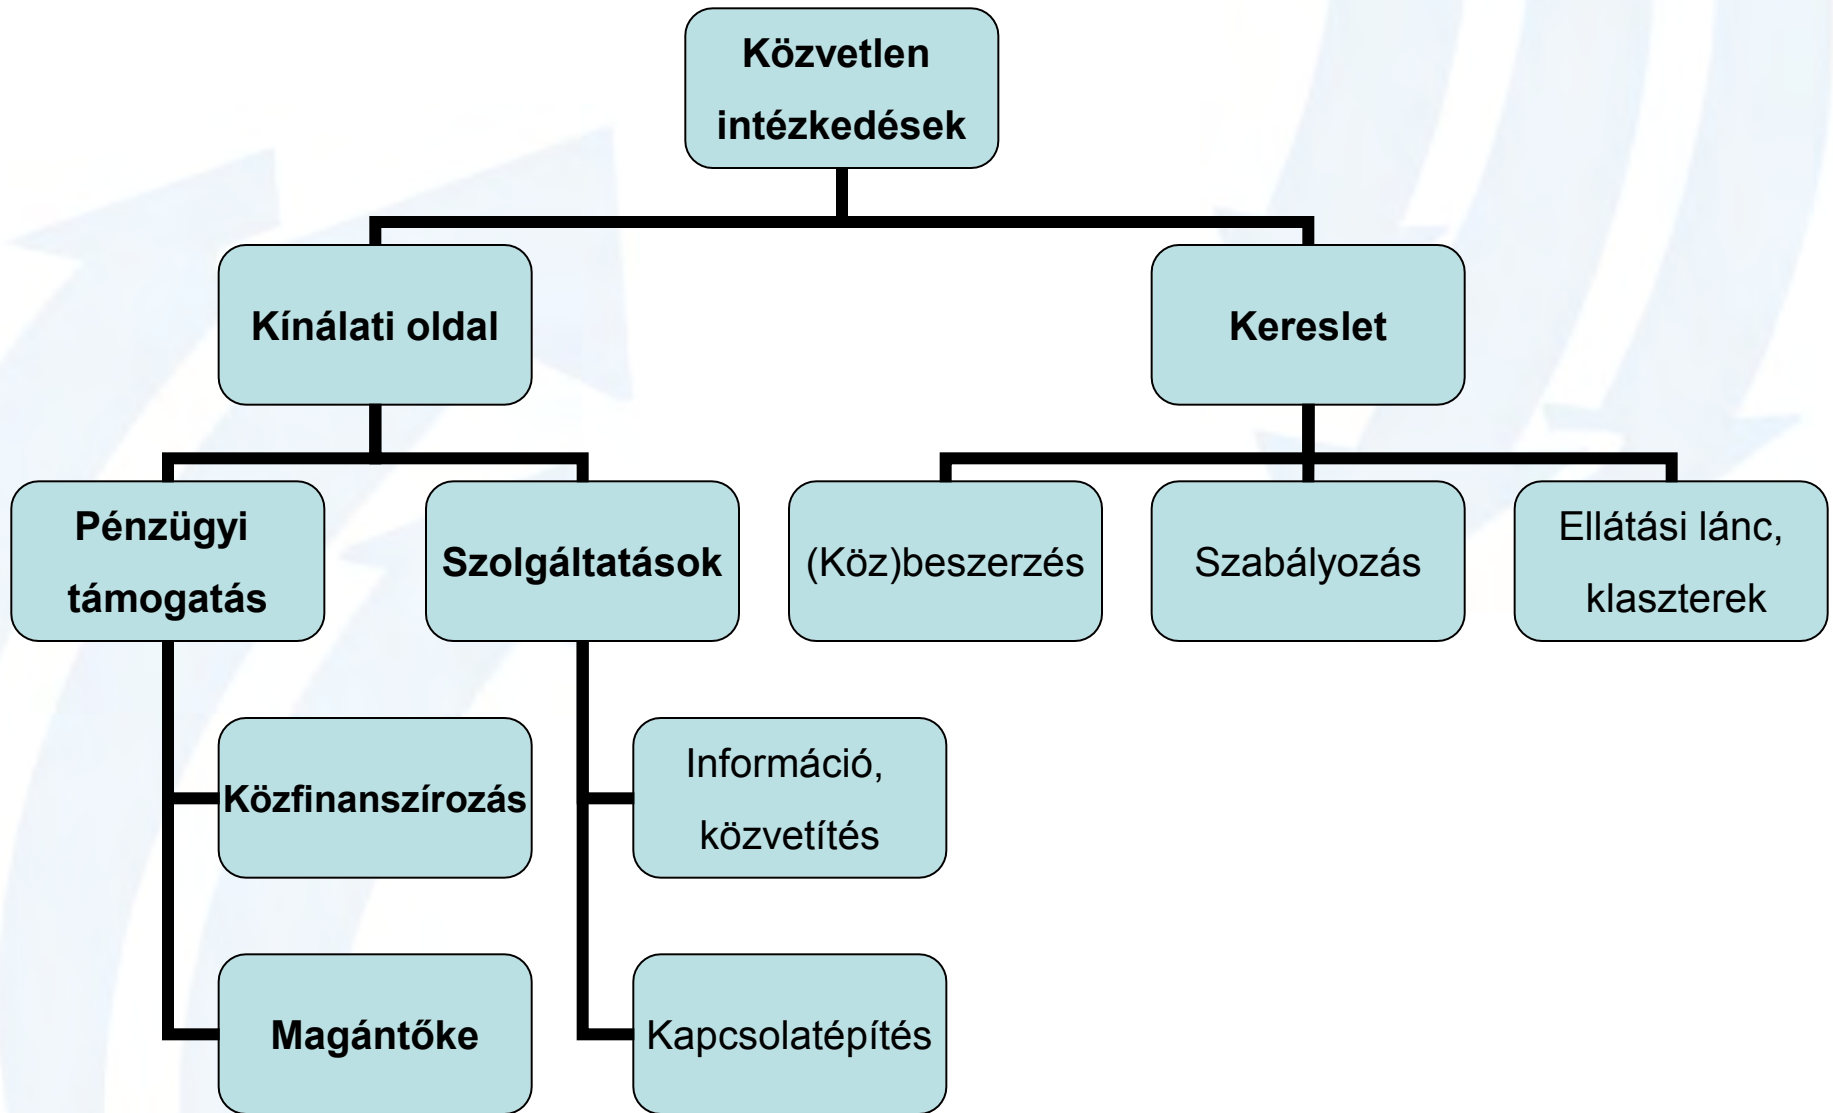 Közvetlen
intézkedések
Kínálati oldal
Kereslet
Pénzügyi
támogatás
Szolgáltatások
(Köz)beszerzés
Szabályozás
Ellátási lánc,
klaszterek
Közfinanszírozás
Információ,
közvetítés
Magántőke
Kapcsolatépítés